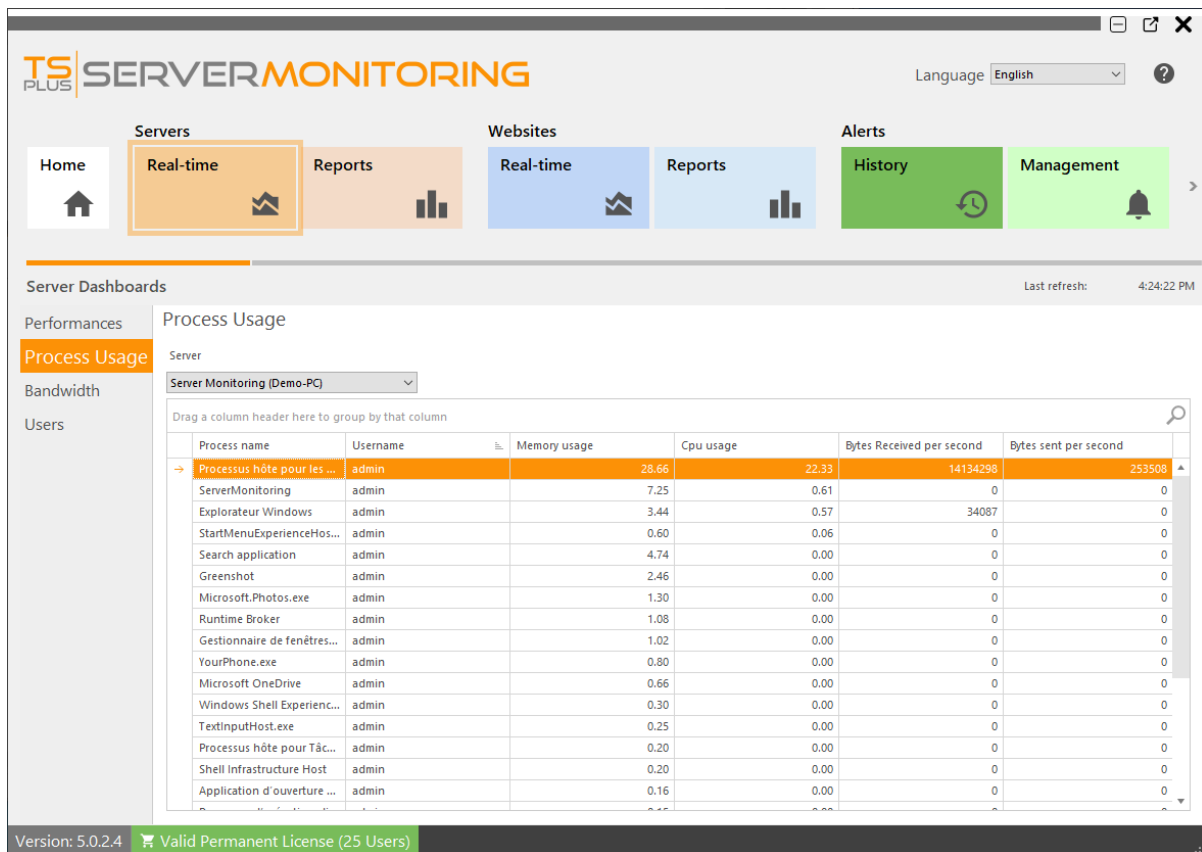 TS PLUS SERVERMONITORING
Language English
Servers Websites Alerts
Home Real-time Reports Real-time Reports History Management
Server Dashboards Last refresh: 4:24:22 PM
Performances
Process Usage
Bandwidth
Users
Process Usage
Server
Server Monitoring (Demo-PC)
Drag a column header here to group by that column
Process name Username Memory usage Cpu usage Bytes Received per second Bytes sent per second
Processus hôte pour les ... admin 28.66 22.33 14134298 253508
ServerMonitoring admin 7.25 0.61 0 0
Explorateur Windows admin 3.44 0.57 34087 0
StartMenuExperienceHos... admin 0.60 0.06 0 0
Search application admin 4.74 0.00 0 0
Greenshot admin 2.46 0.00 0 0
Microsoft.Photos.exe admin 1.30 0.00 0 0
Runtime Broker admin 1.08 0.00 0 0
Gestionnaire de fenêtres... admin 1.02 0.00 0 0
YourPhone.exe admin 0.80 0.00 0 0
Microsoft OneDrive admin 0.66 0.00 0 0
Windows Shell Experienc... admin 0.30 0.00 0 0
TextInputHost.exe admin 0.25 0.00 0 0
Processus hôte pour Tâc... admin 0.20 0.00 0 0
Shell Infrastructure Host admin 0.20 0.00 0 0
Application d'ouverture ... admin 0.16 0.00 0 0
Version: 5.0.2.4 Valid Permanent License (25 Users)